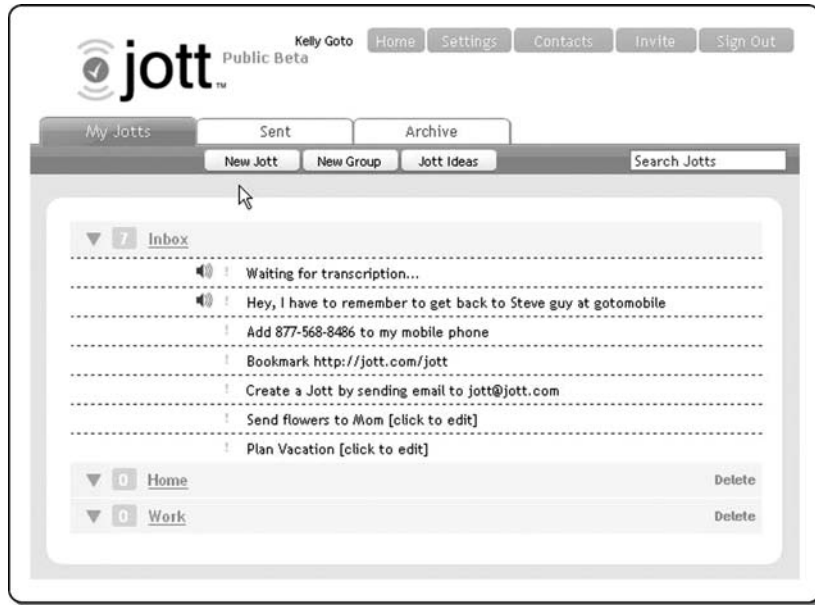 Kelly Goto Home Settings Contacts Invite Sign Out
jott™ Public Beta
My Jotts Sent Archive
New Jott New Group Jott Ideas Search Jotts
7 Inbox
! Waiting for transcription...
! Hey, I have to remember to get back to Steve guy at gotomobile
! Add 877-568-8486 to my mobile phone
! Bookmark http://jott.com/jott
! Create a Jott by sending email to jott@jott.com
! Send flowers to Mom [click to edit]
! Plan Vacation [click to edit]
0 Home Delete
0 Work Delete